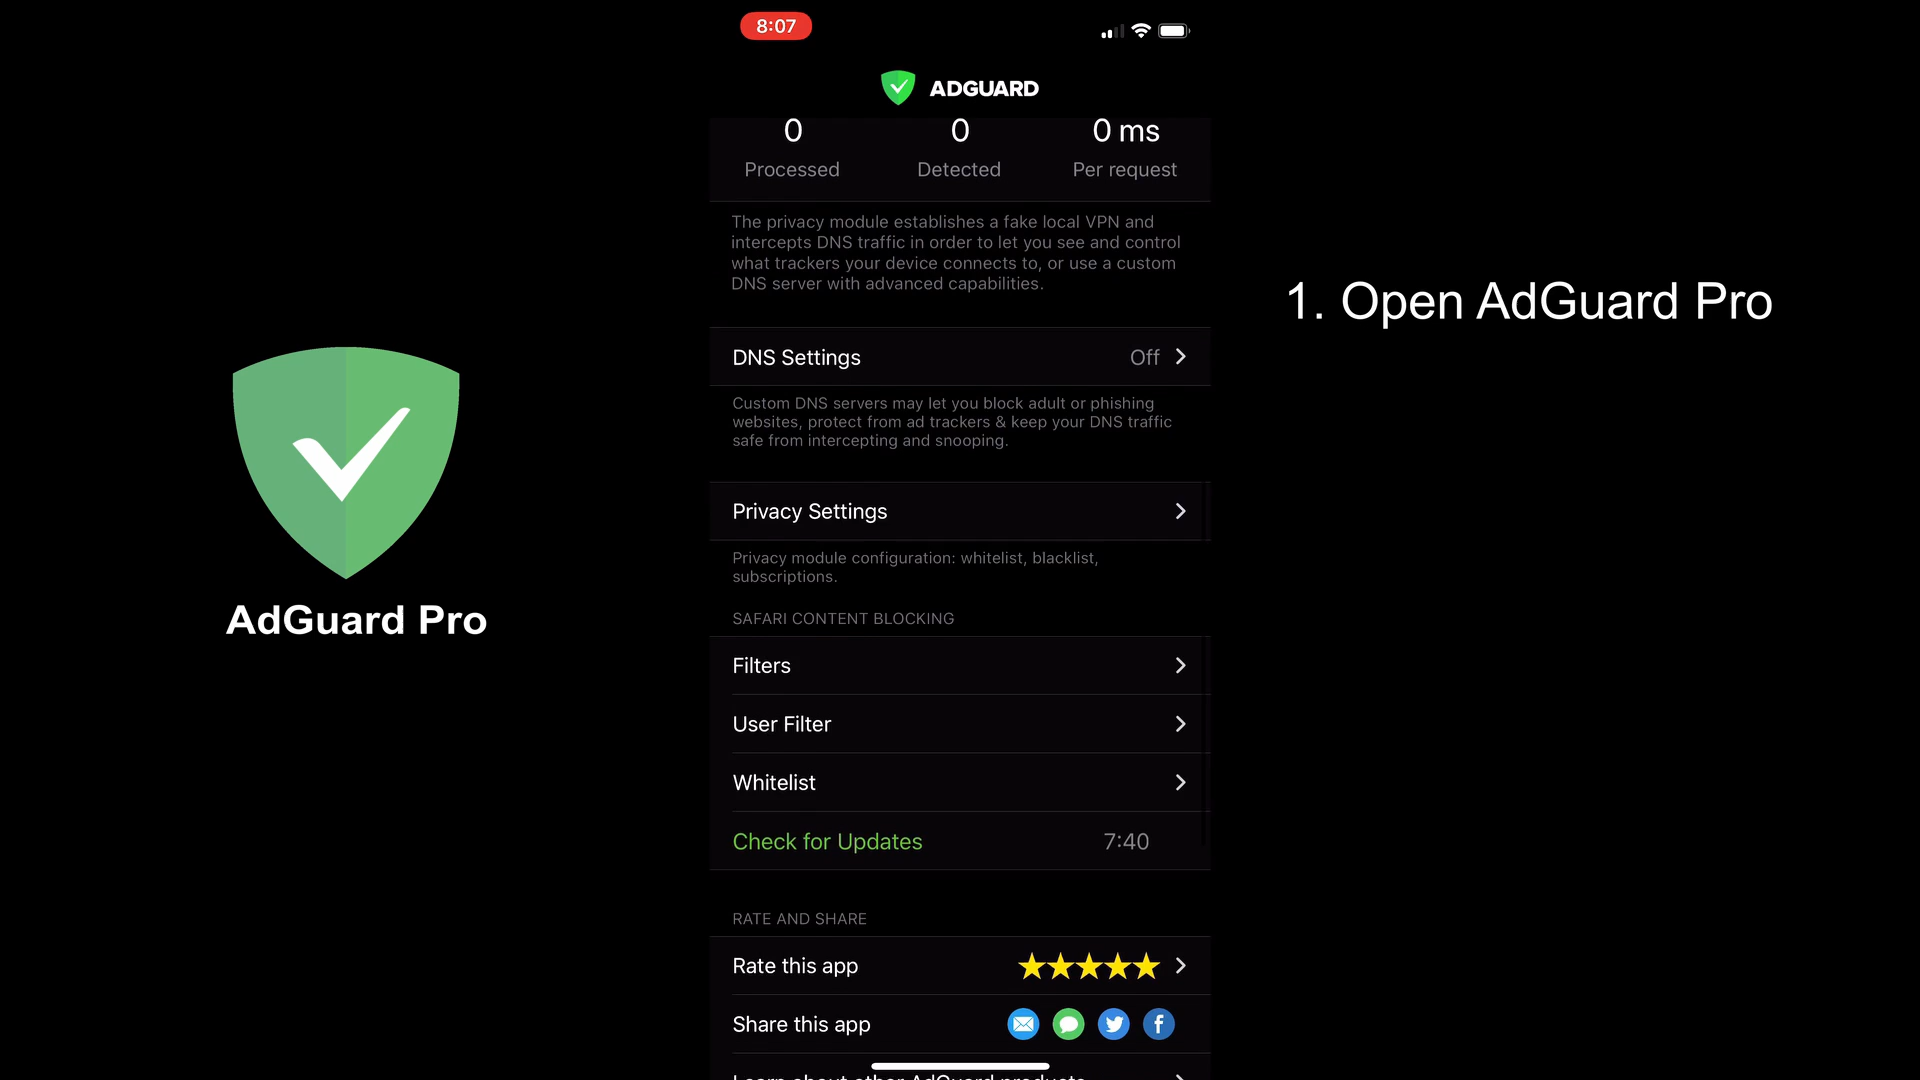 8:07
ADGUARD
0 0 0 ms
Processed Detected Per request
The privacy module establishes a fake local VPN and
intercepts DNS traffic in order to let you see and control
what trackers your device connects to, or use a custom
DNS server with advanced capabilities.
DNS Settings Off
Custom DNS servers may let you block adult or phishing
websites, protect from ad trackers & keep your DNS traffic
safe from intercepting and snooping.
Privacy Settings
Privacy module configuration: whitelist, blacklist,
subscriptions.
SAFARI CONTENT BLOCKING
Filters
User Filter
Whitelist
Check for Updates 7:40
RATE AND SHARE
Rate this app
Share this app
Learn about other AdGuard products
AdGuard Pro
1. Open AdGuard Pro